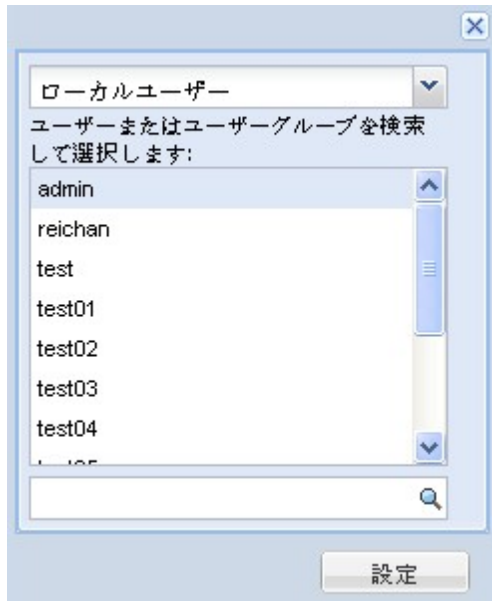 ローカルユーザー
ユーザーまたはユーザーグループを検索
して選択します:
admin
reichan
test
test01
test02
test03
test04
設定